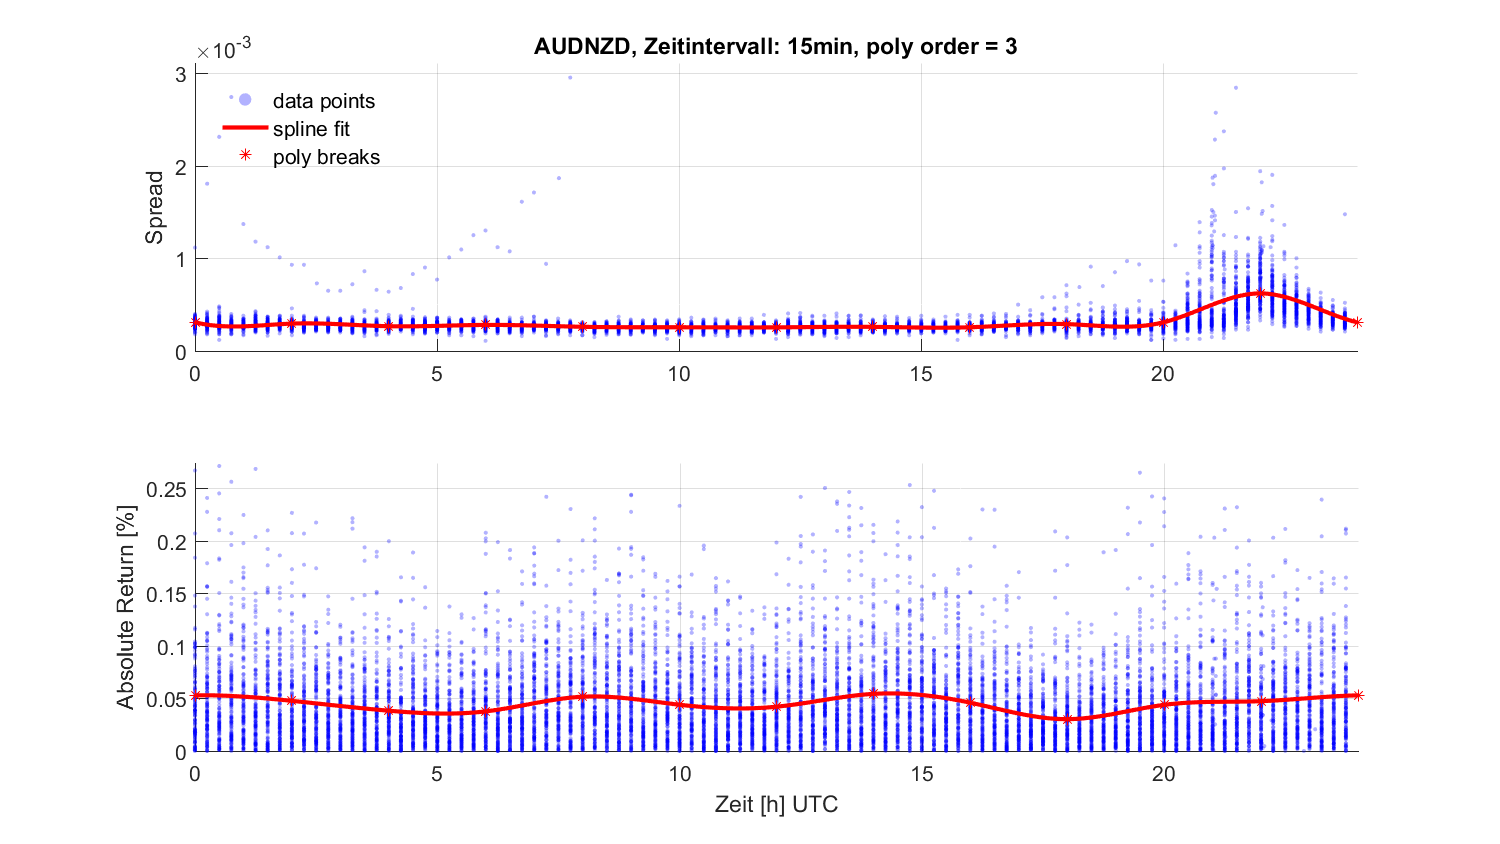 AUDNZD, Zeitintervall: 15min, poly order = 3
×10⁻³
3
2
1
0
Spread
data points
spline fit
poly breaks
0 5 10 15 20
0.25
0.2
0.15
0.1
0.05
0
Absolute Return [%]
0 5 10 15 20
Zeit [h] UTC